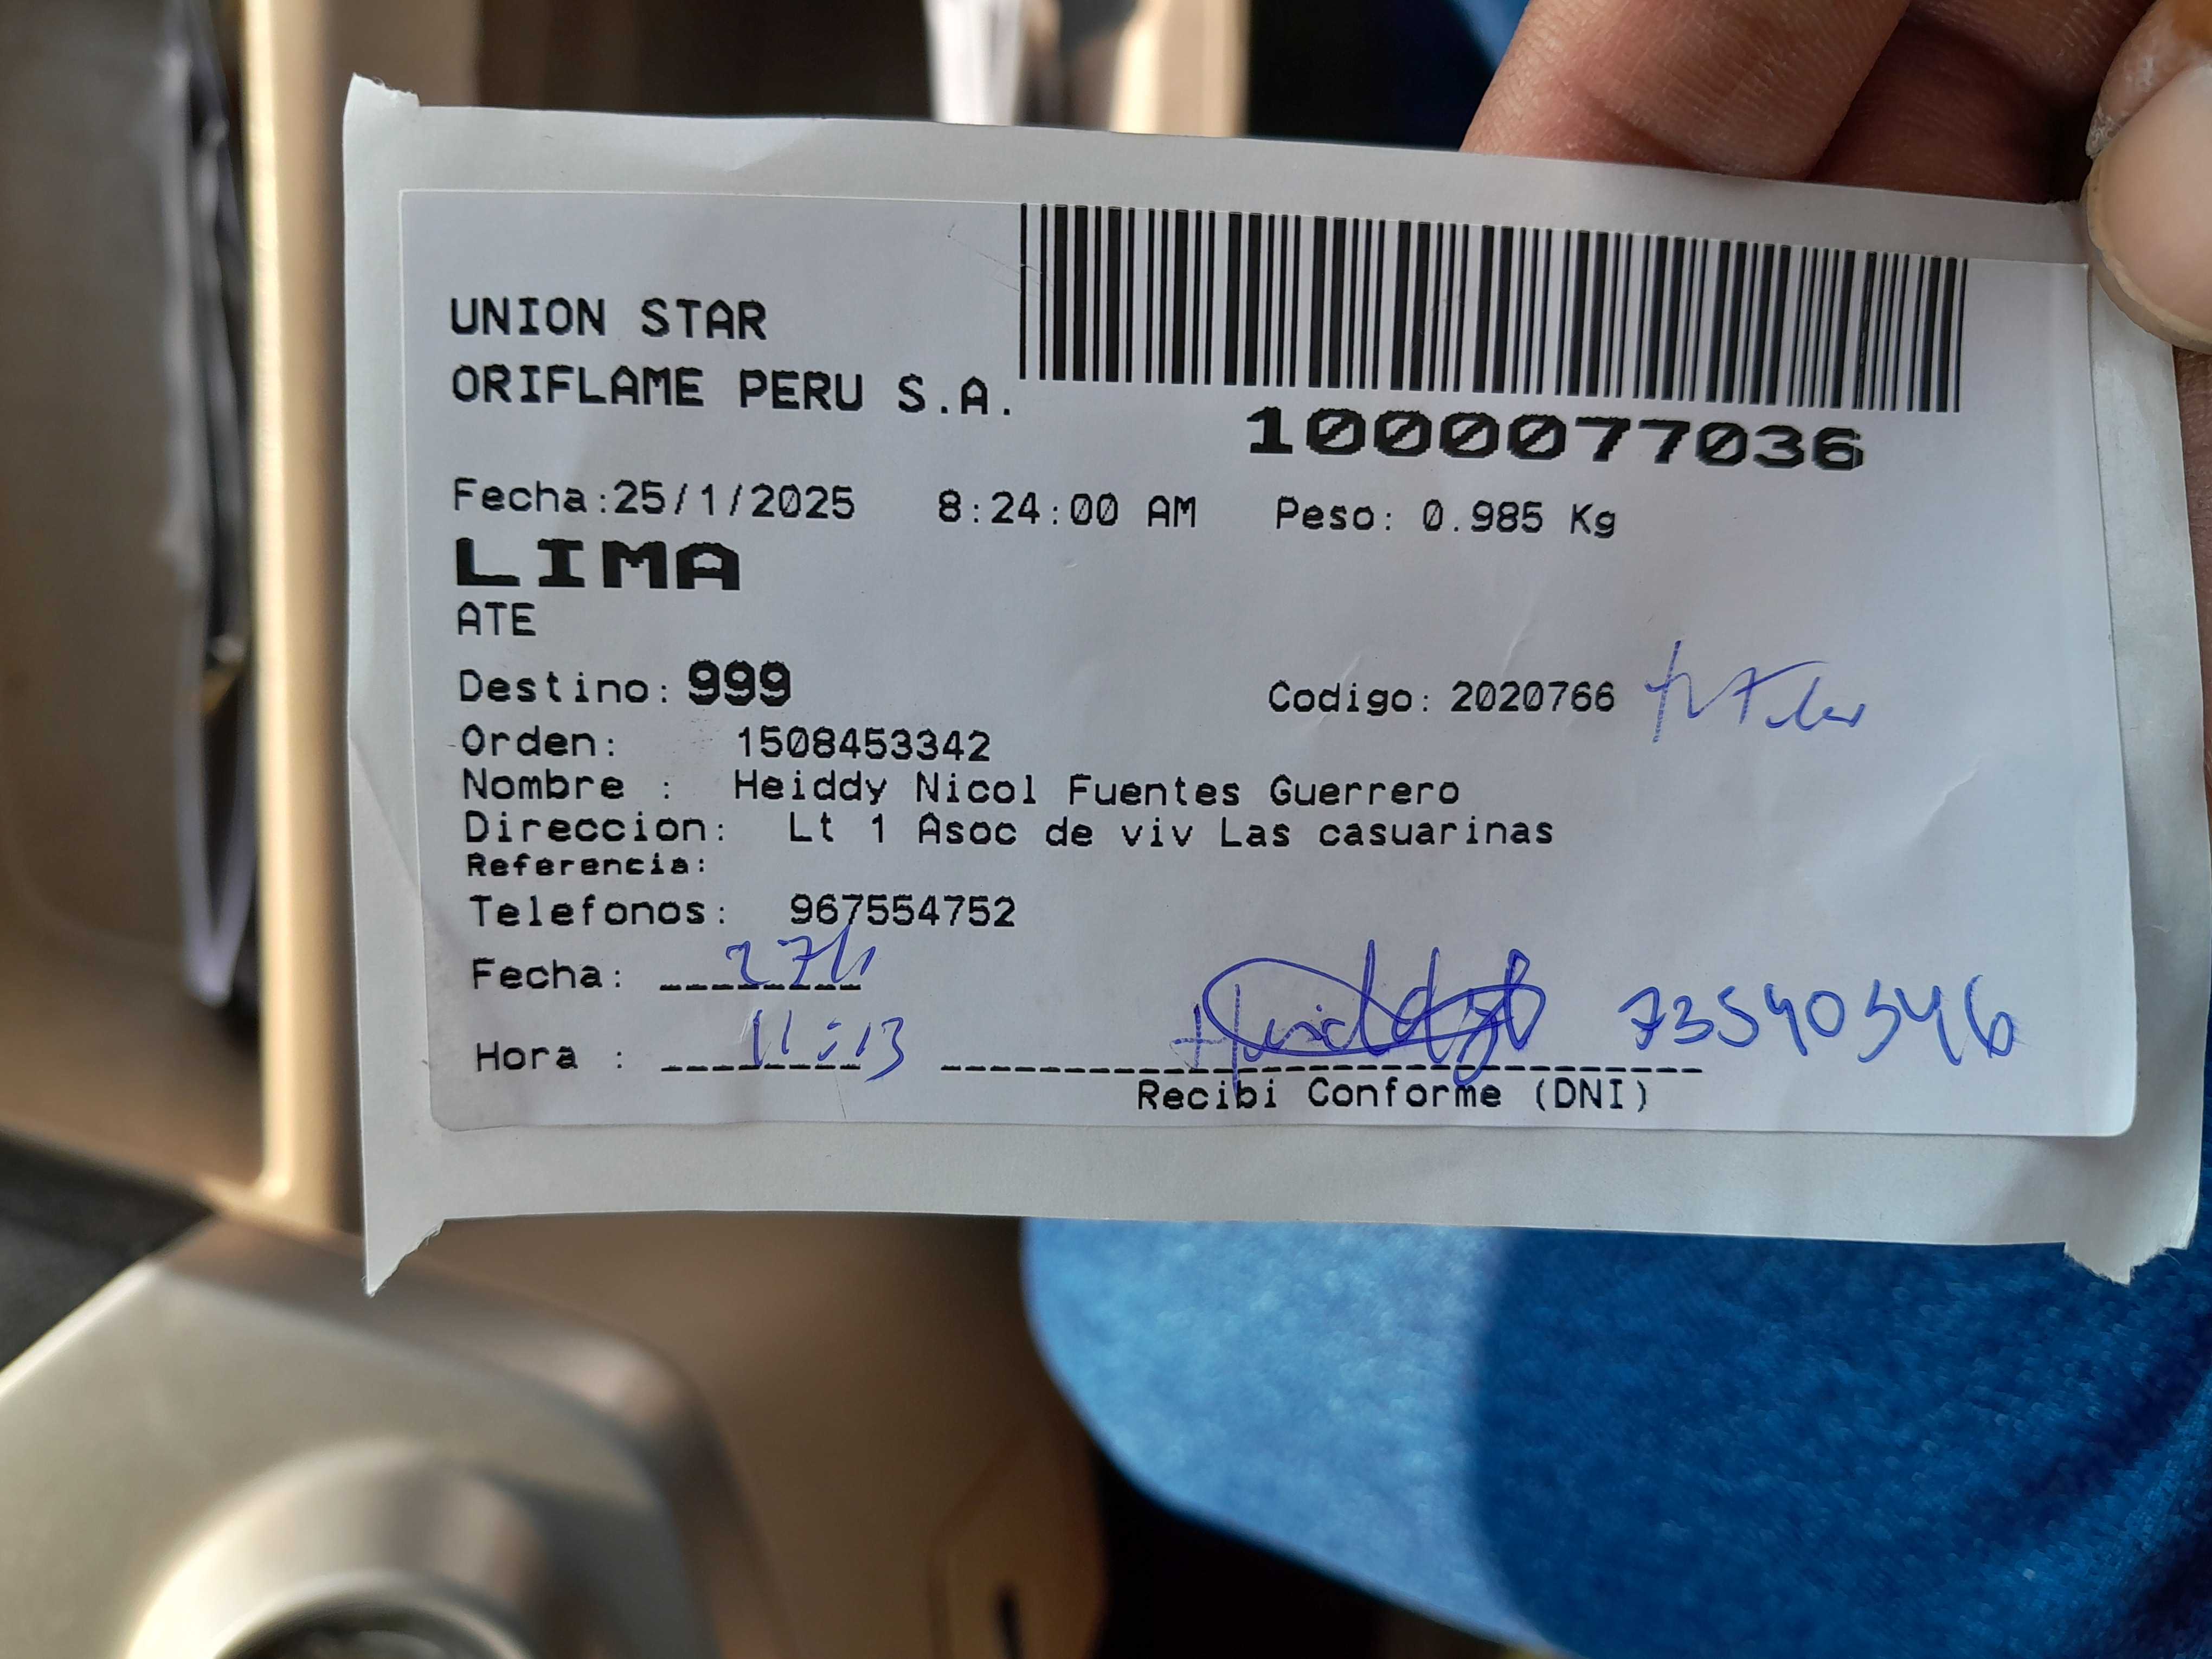 UNION STAR
ORIFLAME PERU S.A.
1000077036
Fecha:25/1/2025 8:24:00 AM Peso: 0.985 Kg
LIMA
ATE
Destino: 999 Codigo: 2020766
Orden: 1508453342
Nombre : Heiddy Nicol Fuentes Guerrero
Direccion: Lt 1 Asoc de viv Las casuarinas
Referencia:
Telefonos: 967554752
Fecha: 27/1
Hora : 11:13 73540546
Recibi Conforme (DNI)